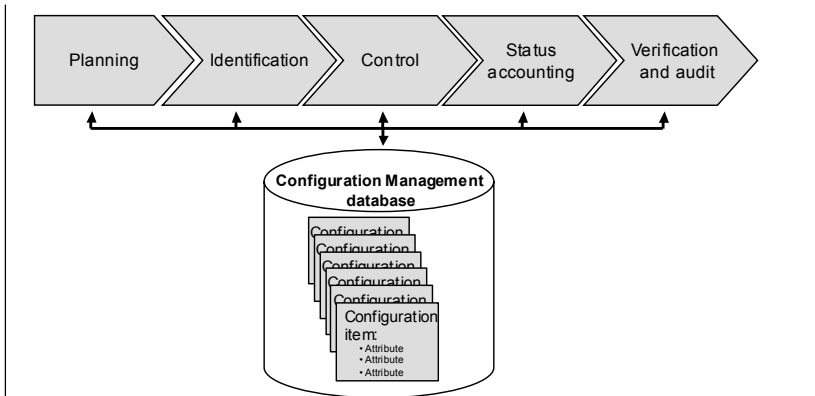 Planning
Identification
Control
Status
accounting
Verification
and audit
Configuration Management
database
Configuration
Configuration
Configuration
Configuration
Configuration
Configuration
item:
• Attribute
• Attribute
• Attribute